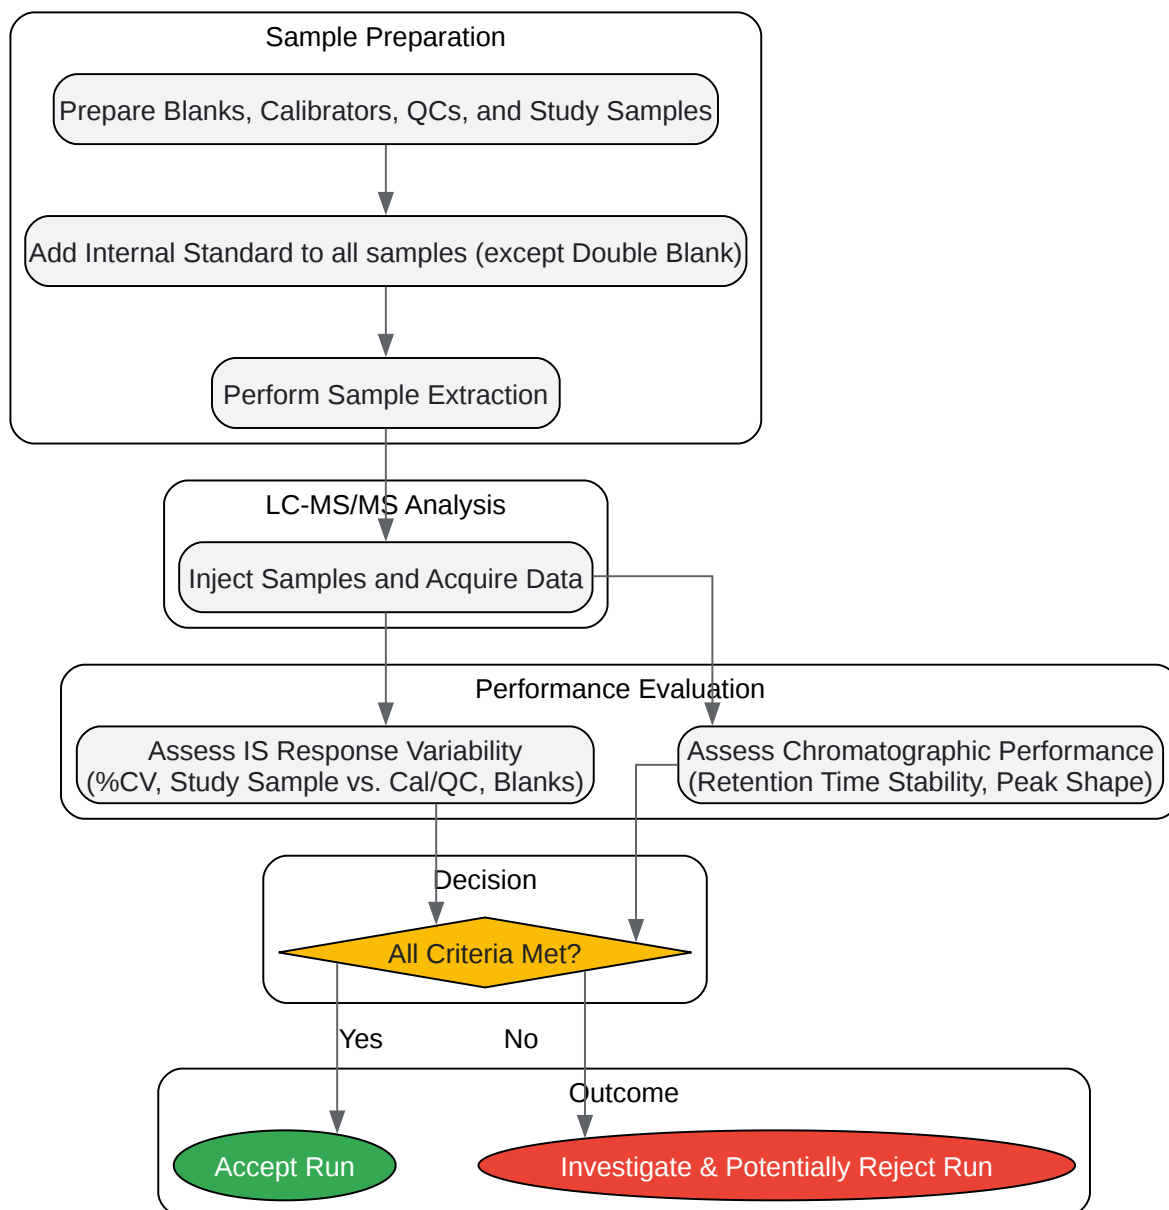 Sample Preparation
Prepare Blanks, Calibrators, QCs, and Study Samples
Add Internal Standard to all samples (except Double Blank)
Perform Sample Extraction
LC-MS/MS Analysis
Inject Samples and Acquire Data
Performance Evaluation
Assess IS Response Variability
(%CV, Study Sample vs. Cal/QC, Blanks)
Assess Chromatographic Performance
(Retention Time Stability, Peak Shape)
Decision
All Criteria Met?
Yes
No
Outcome
Accept Run
Investigate & Potentially Reject Run